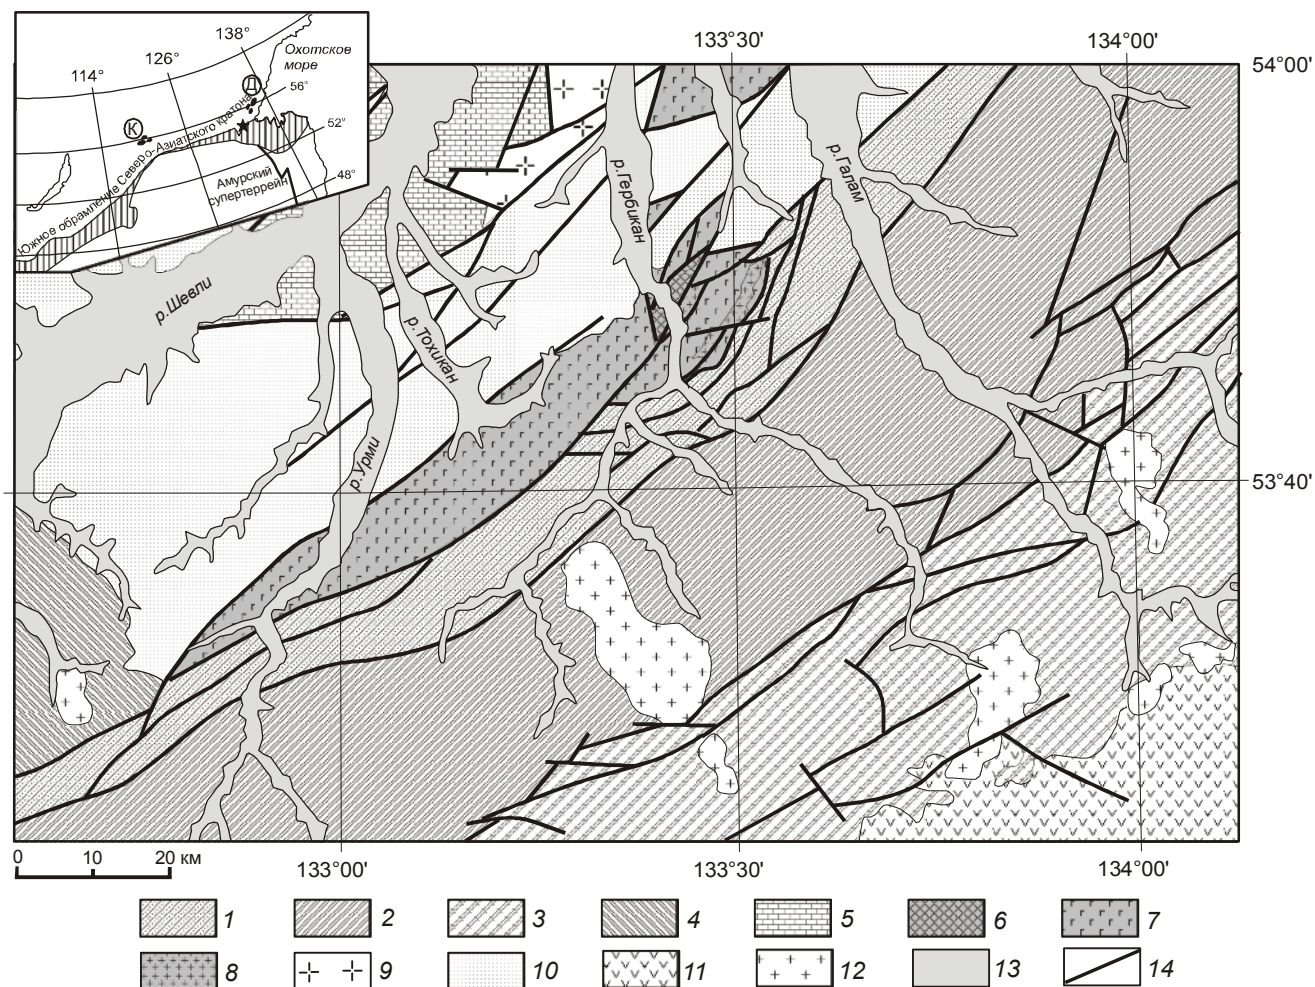 138°
126°
114°
Охотское
море
Д
56°
К
52°
48°
Южное обрамление Северо-Азиатского кратона
Амурский
супертеррейн
133°30'
134°00'
54°00'
р.Галам
р.Гербикан
р.Шевли
р.Тохикан
р.Урми
53°40'
0 10 20 км
133°00'
133°30'
134°00'
1 2 3 4 5 6 7
8 9 10 11 12 13 14